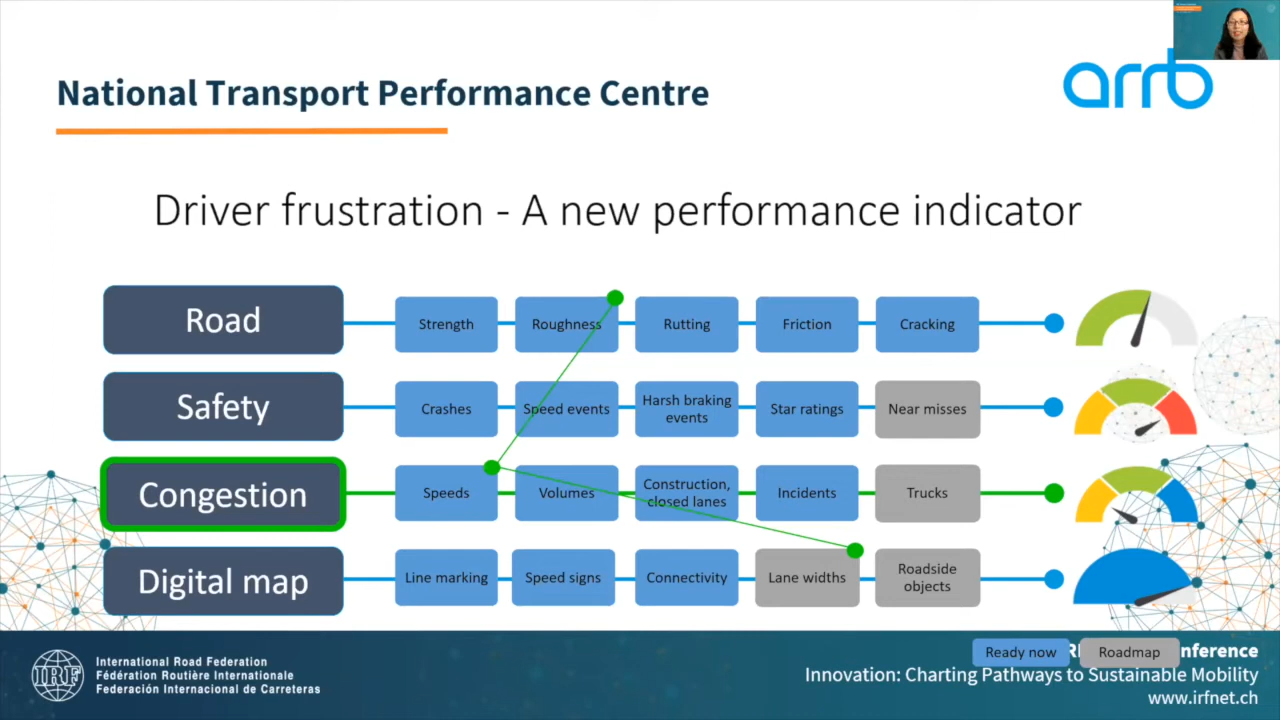 arrb
National Transport Performance Centre
Driver frustration - A new performance indicator
Road
Strength
Roughness
Rutting
Friction
Cracking
Safety
Crashes
Speed events
Harsh braking
events
Star ratings
Near misses
Congestion
Speeds
Volumes
Construction,
closed lanes
Incidents
Trucks
Digital map
Line marking
Speed signs
Connectivity
Lane widths
Roadside
objects
IRF
International Road Federation
Fédération Routière Internationale
Federación Internacional de Carreteras
Ready now
Roadmap
Innovation: Charting Pathways to Sustainable Mobility
www.irfnet.ch